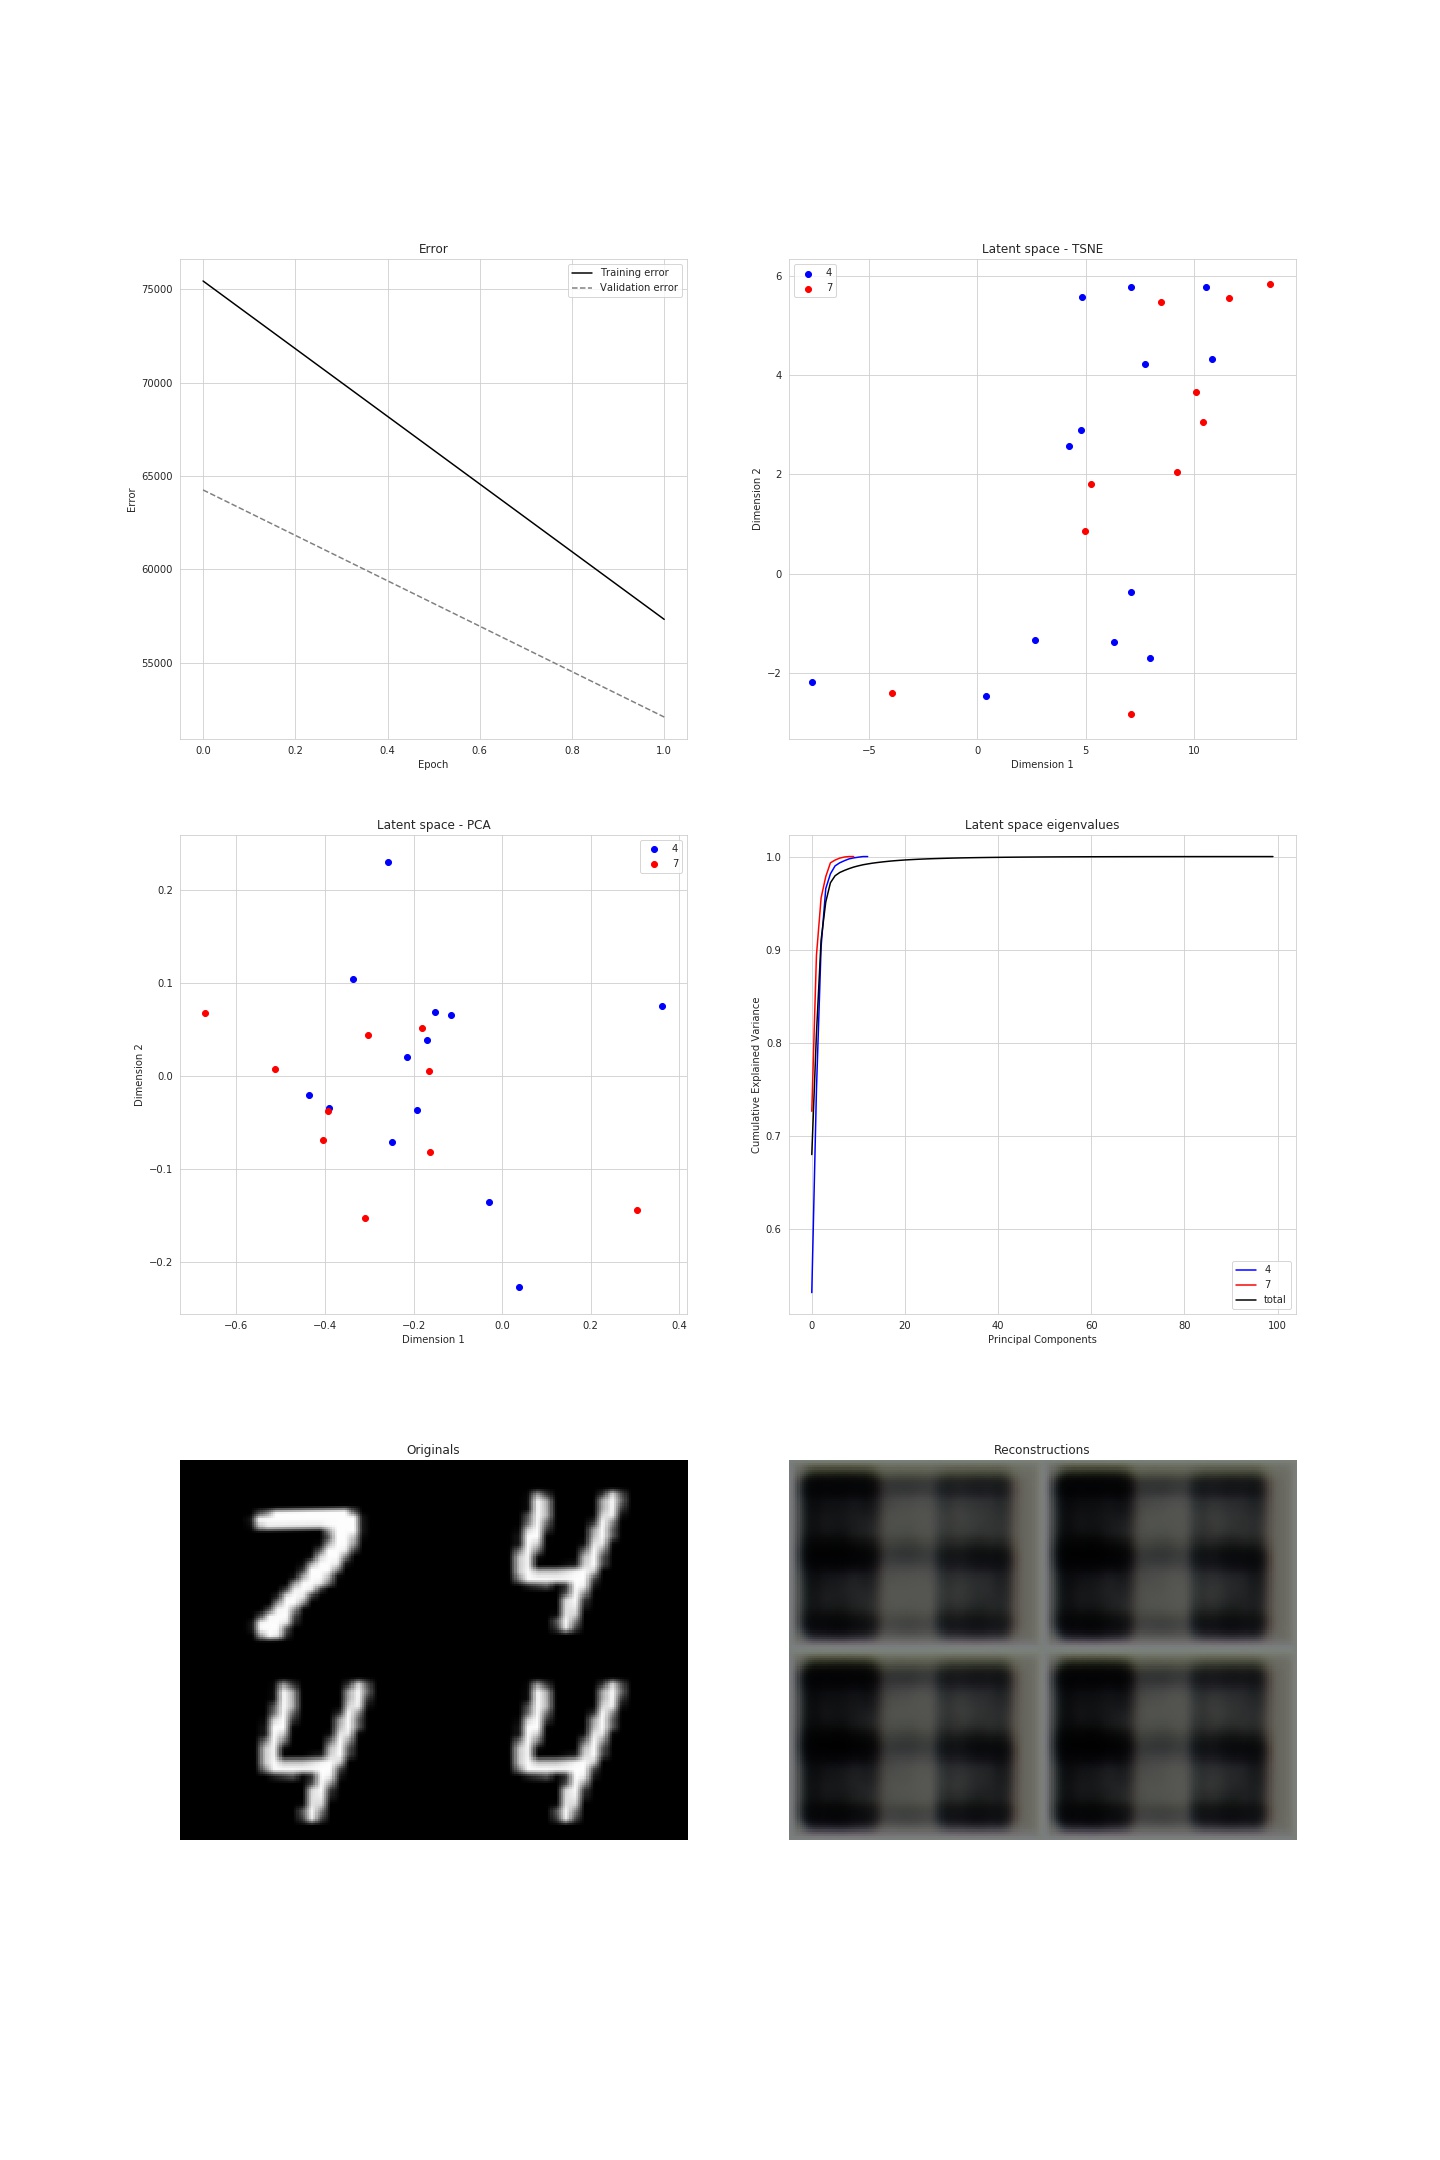 Error
Training error
Validation error
75000
70000
65000
60000
55000
Error
0.0 0.2 0.4 0.6 0.8 1.0
Epoch
Latent space - TSNE
4
7
6
4
2
0
−2
Dimension 2
−5 0 5 10
Dimension 1
Latent space - PCA
4
7
0.2
0.1
0.0
−0.1
−0.2
Dimension 2
−0.6 −0.4 −0.2 0.0 0.2 0.4
Dimension 1
Latent space eigenvalues
1.0
0.9
0.8
0.7
0.6
Cumulative Explained Variance
4
7
total
0 20 40 60 80 100
Principal Components
Originals
7 4
4 4
Reconstructions